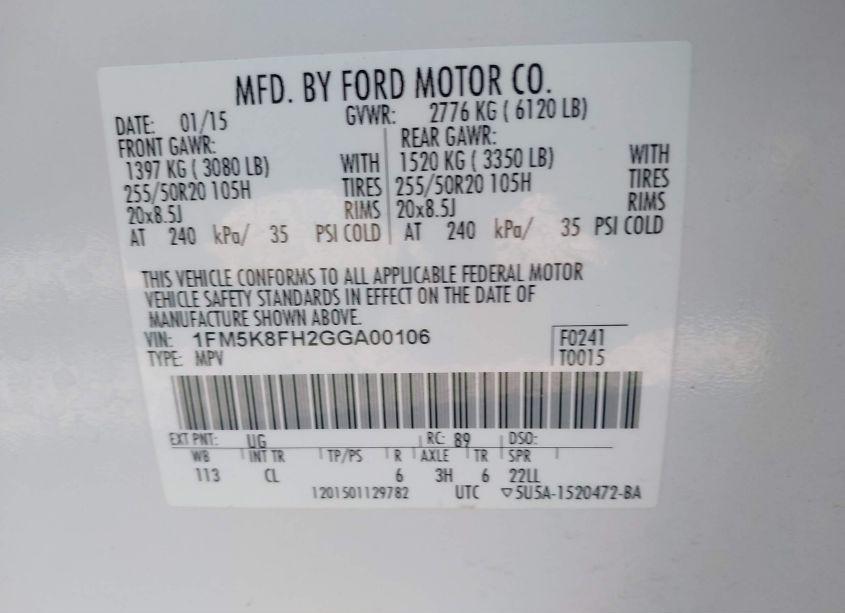 MFD. BY FORD MOTOR CO.
DATE: 01/15 GVWR: 2776 KG ( 6120 LB)
FRONT GAWR: REAR GAWR:
1397 KG ( 3080 LB) WITH 1520 KG ( 3350 LB) WITH
255/50R20 105H TIRES 255/50R20 105H TIRES
20x8.5J RIMS 20x8.5J RIMS
AT 240 kPa/ 35 PSI COLD AT 240 kPa/ 35 PSI COLD
THIS VEHICLE CONFORMS TO ALL APPLICABLE FEDERAL MOTOR
VEHICLE SAFETY STANDARDS IN EFFECT ON THE DATE OF
MANUFACTURE SHOWN ABOVE.
VIN: 1FM5K8FH2GGA00106 F0241
TYPE: MPV T0015
EXT PNT: UG RC: 89 DSO:
WB INT TR TP/PS R AXLE TR SPR
113 CL 6 3H 6 22LL
1201501129782 UTC ▽5U5A-1520472-BA